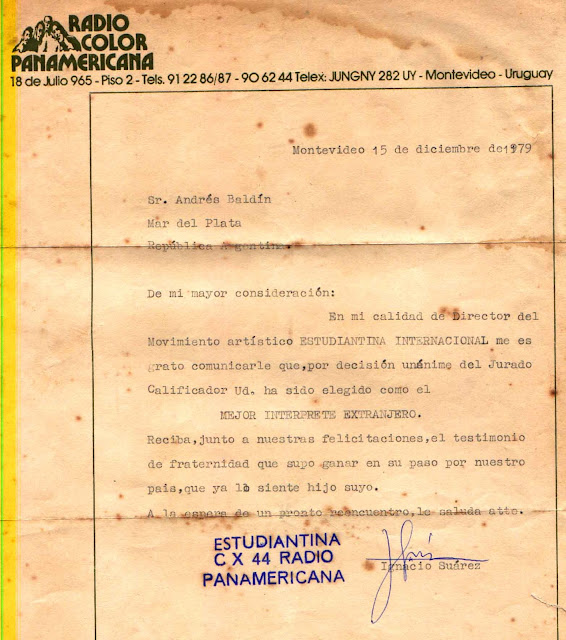 RADIO
COLOR
PANAMERICANA
18 de Julio 965 - Piso 2 - Tels. 91 22 86/87 - 90 62 44 Telex: JUNGNY 282 UY - Montevideo - Uruguay
Montevideo 15 de diciembre de 1979
Sr. Andrés Baldín
Mar del Plata
República Argentina.
De mi mayor consideración:
En mi calidad de Director del
Movimiento artístico ESTUDIANTINA INTERNACIONAL me es
grato comunicarle que,por decisión unánime del Jurado
Calificador Ud. ha sido elegido como el
MEJOR INTERPRETE EXTRANJERO.
Reciba,junto a nuestras felicitaciones,el testimonio
de fraternidad que supo ganar en su paso por nuestro
pais,que ya lo siente hijo suyo.
A la espera de un pronto reencuentro,le saluda atte.
ESTUDIANTINA
C X 44 RADIO
PANAMERICANA
Ignacio Suárez